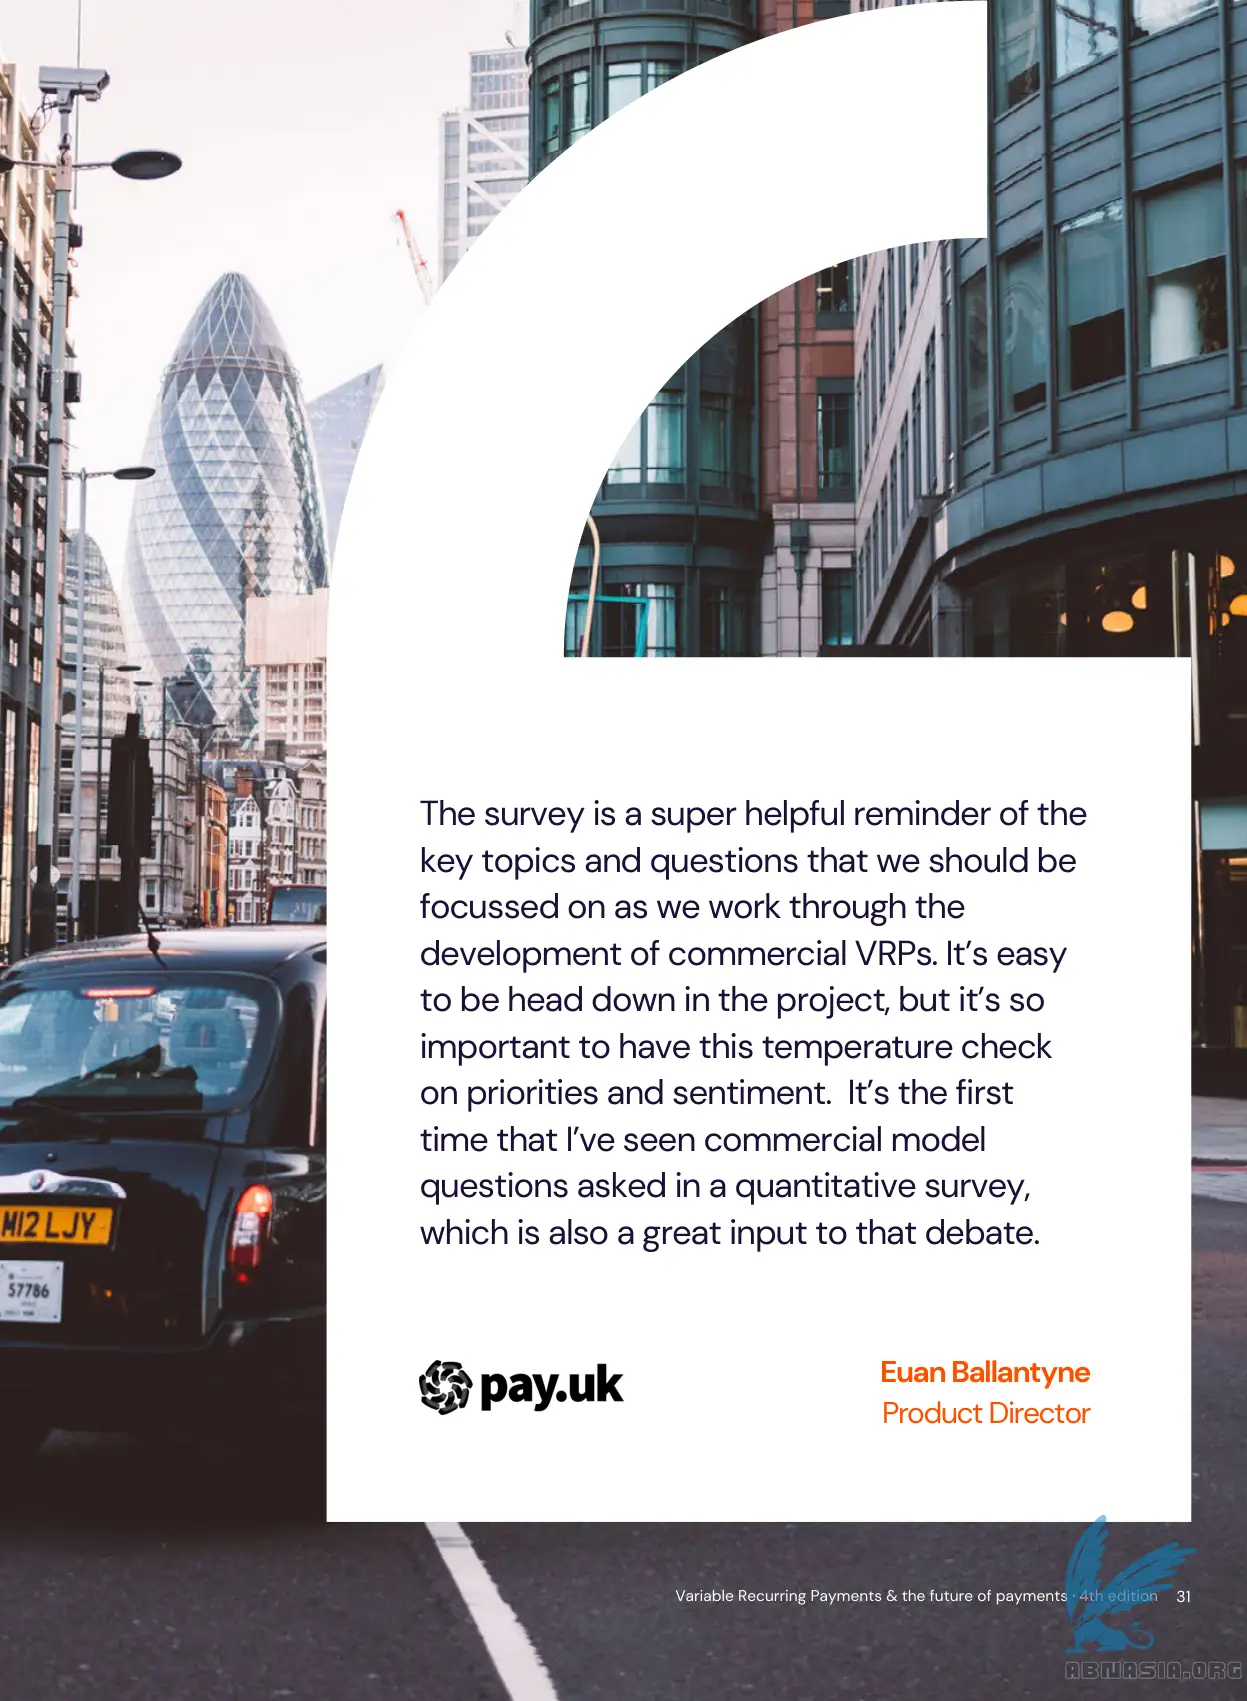 The survey is a super helpful reminder of the
key topics and questions that we should be
focussed on as we work through the
development of commercial VRPs. It’s easy
to be head down in the project, but it’s so
important to have this temperature check
on priorities and sentiment.  It’s the first
time that I’ve seen commercial model
questions asked in a quantitative survey,
which is also a great input to that debate.
pay.uk
Euan Ballantyne
Product Director
M12 LJY
57786
Variable Recurring Payments & the future of payments · 4th edition 31
ABNASIA.ORG